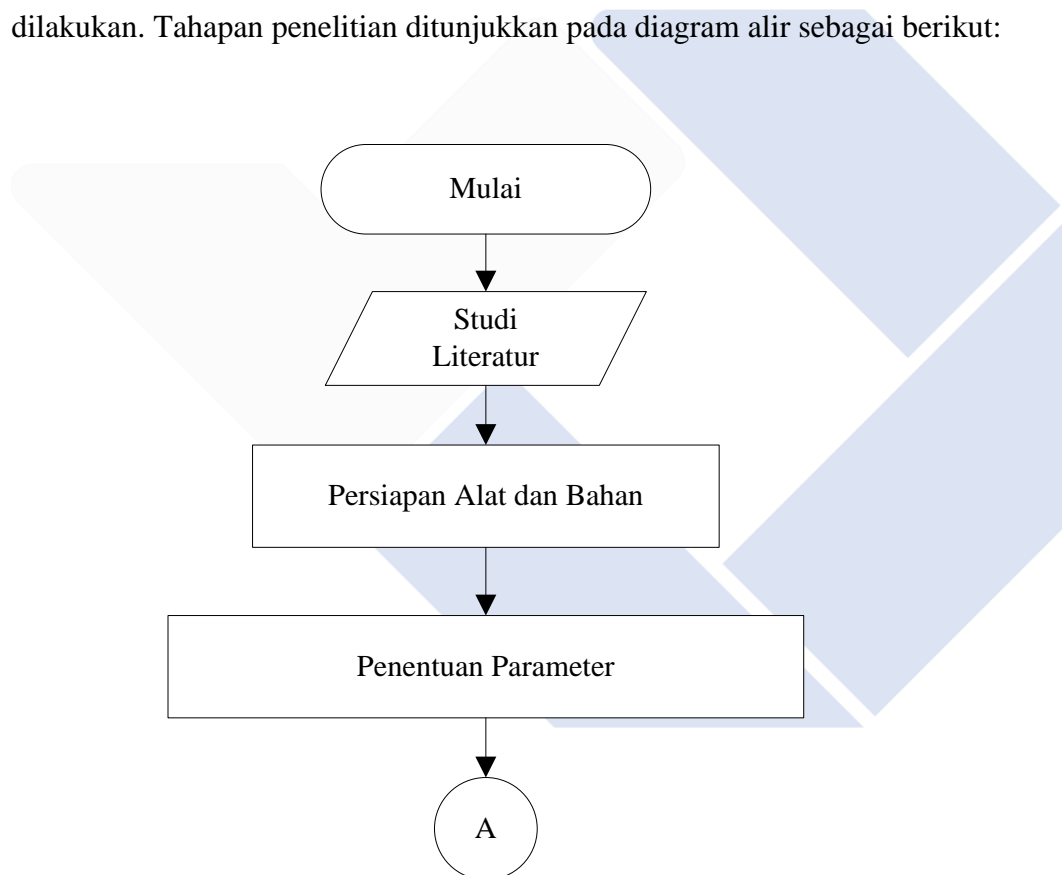 dilakukan. Tahapan penelitian ditunjukkan pada diagram alir sebagai berikut:
Mulai
Studi
Literatur
Persiapan Alat dan Bahan
Penentuan Parameter
A